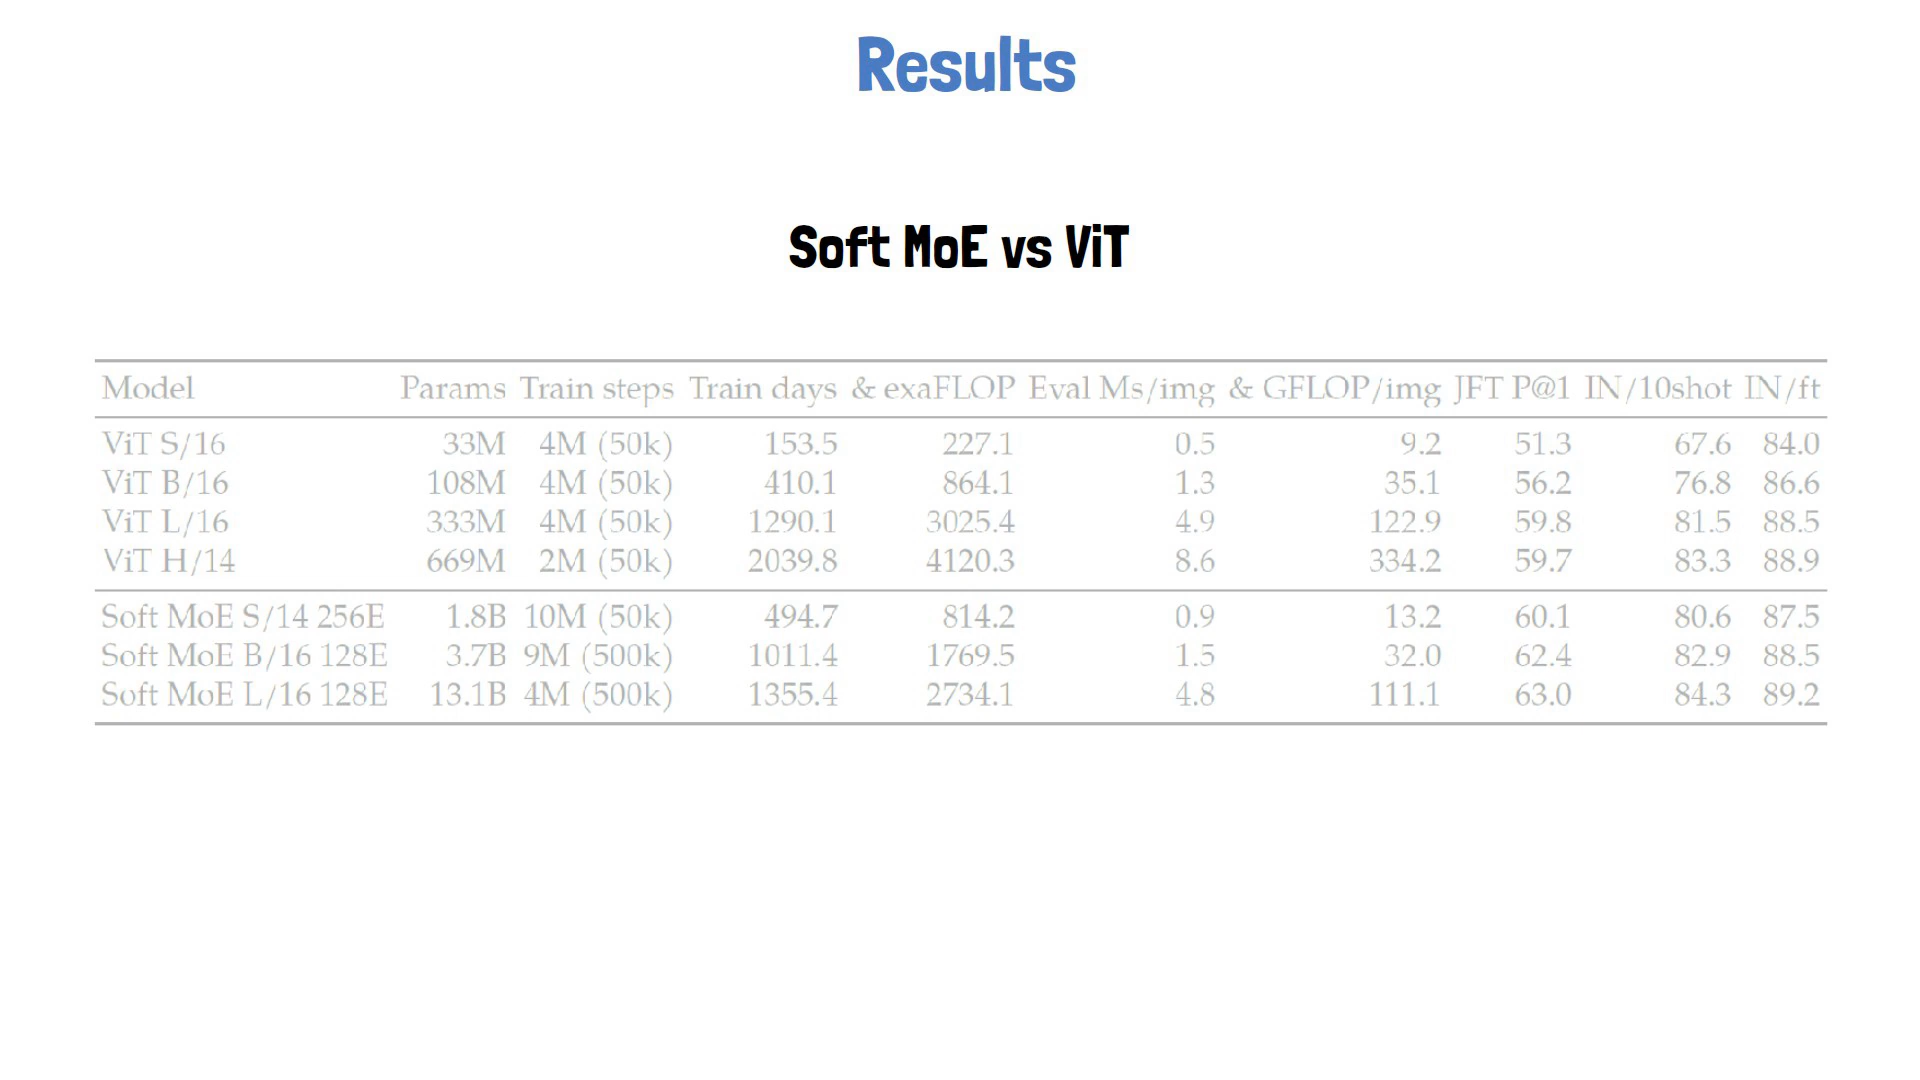 Results
Soft MoE vs ViT
Model Params Train steps Train days & exaFLOP Eval Ms/img & GFLOP/img JFT P@1 IN/10shot IN/ft
ViT S/16 33M 4M (50k) 153.5 227.1 0.5 9.2 51.3 67.6 84.0
ViT B/16 108M 4M (50k) 410.1 864.1 1.3 35.1 56.2 76.8 86.6
ViT L/16 333M 4M (50k) 1290.1 3025.4 4.9 122.9 59.8 81.5 88.5
ViT H/14 669M 2M (50k) 2039.8 4120.3 8.6 334.2 59.7 83.3 88.9
Soft MoE S/14 256E 1.8B 10M (50k) 494.7 814.2 0.9 13.2 60.1 80.6 87.5
Soft MoE B/16 128E 3.7B 9M (500k) 1011.4 1769.5 1.5 32.0 62.4 82.9 88.5
Soft MoE L/16 128E 13.1B 4M (500k) 1355.4 2734.1 4.8 111.1 63.0 84.3 89.2